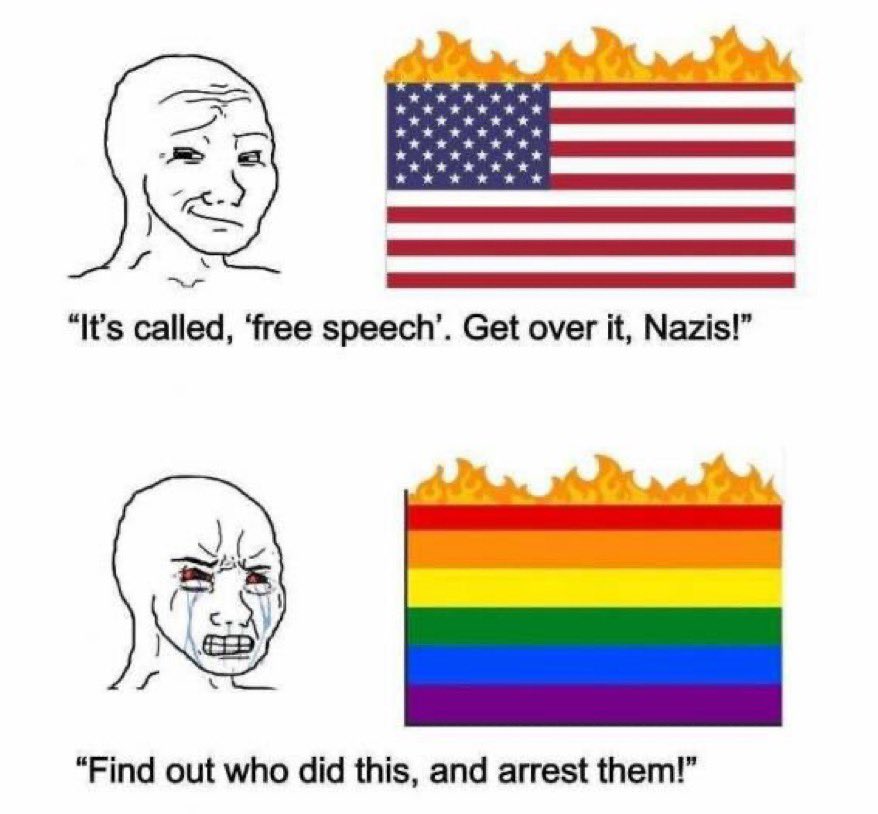 “It’s called, ‘free speech’. Get over it, Nazis!”
“Find out who did this, and arrest them!”